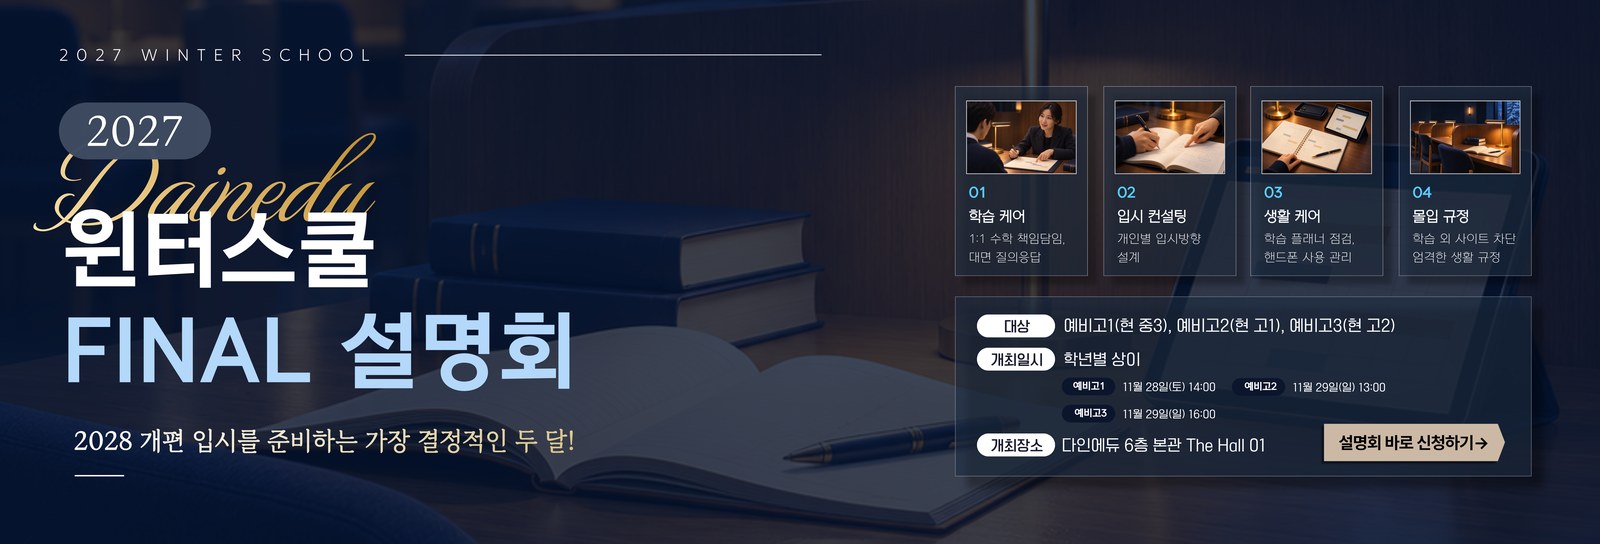 2027 WINTER SCHOOL
2027
Dainedu
윈터스쿨
FINAL 설명회
2028 개편 입시를 준비하는 가장 결정적인 두 달!
01
학습 케어
1:1 수학 책임담임,
대면 질의응답
02
입시 컨설팅
개인별 입시방향
설계
03
생활 케어
학습 플래너 점검,
핸드폰 사용 관리
04
몰입 규정
학습 외 사이트 차단
엄격한 생활 규정
대상 예비고1(현 중3), 예비고2(현 고1), 예비고3(현 고2)
개최일시 학년별 상이
예비고1 11월 28일(토) 14:00 예비고2 11월 29일(일) 13:00
예비고3 11월 29일(일) 16:00
개최장소 다인에듀 6층 본관 The Hall 01
설명회 바로 신청하기→